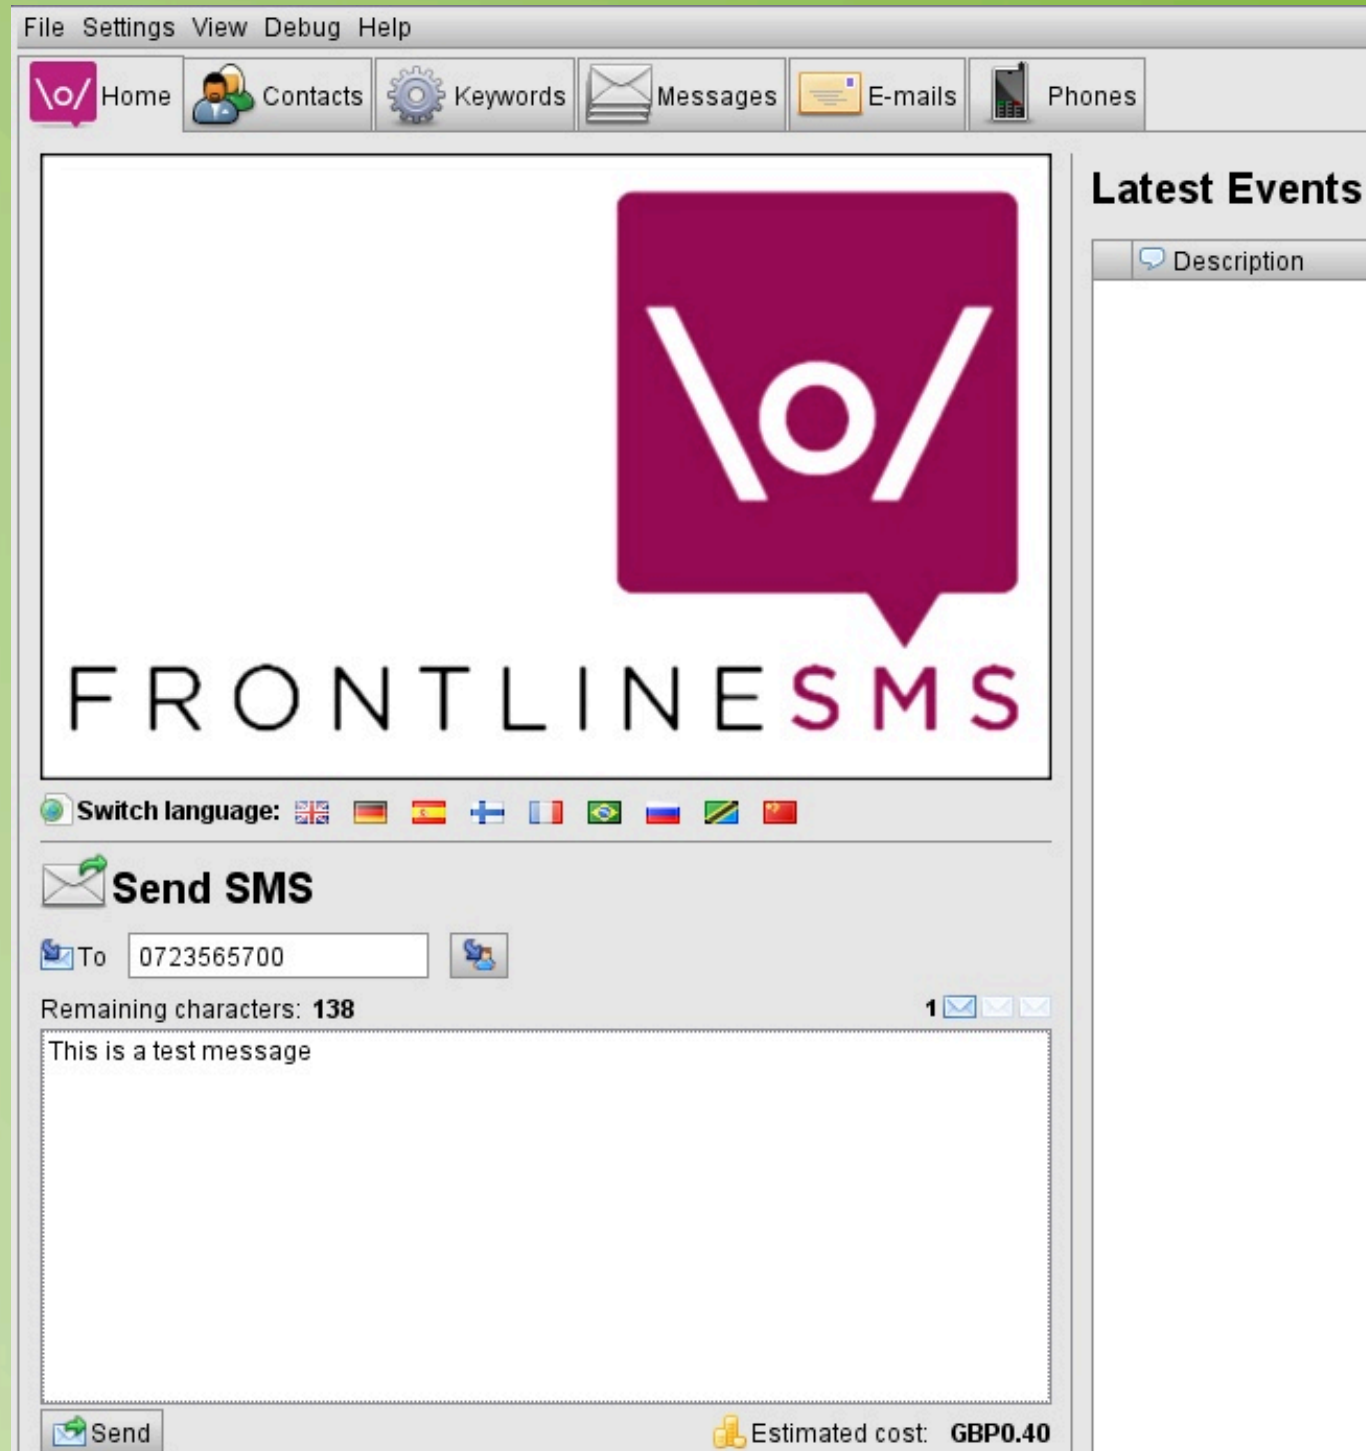 File Settings View Debug Help
\o/ Home Contacts Keywords Messages E-mails Phones
\o/
FRONTLINESMS
Switch language:
Send SMS
To 0723565700
Remaining characters: 138 1
This is a test message
Send Estimated cost: GBP0.40
Latest Events
Description